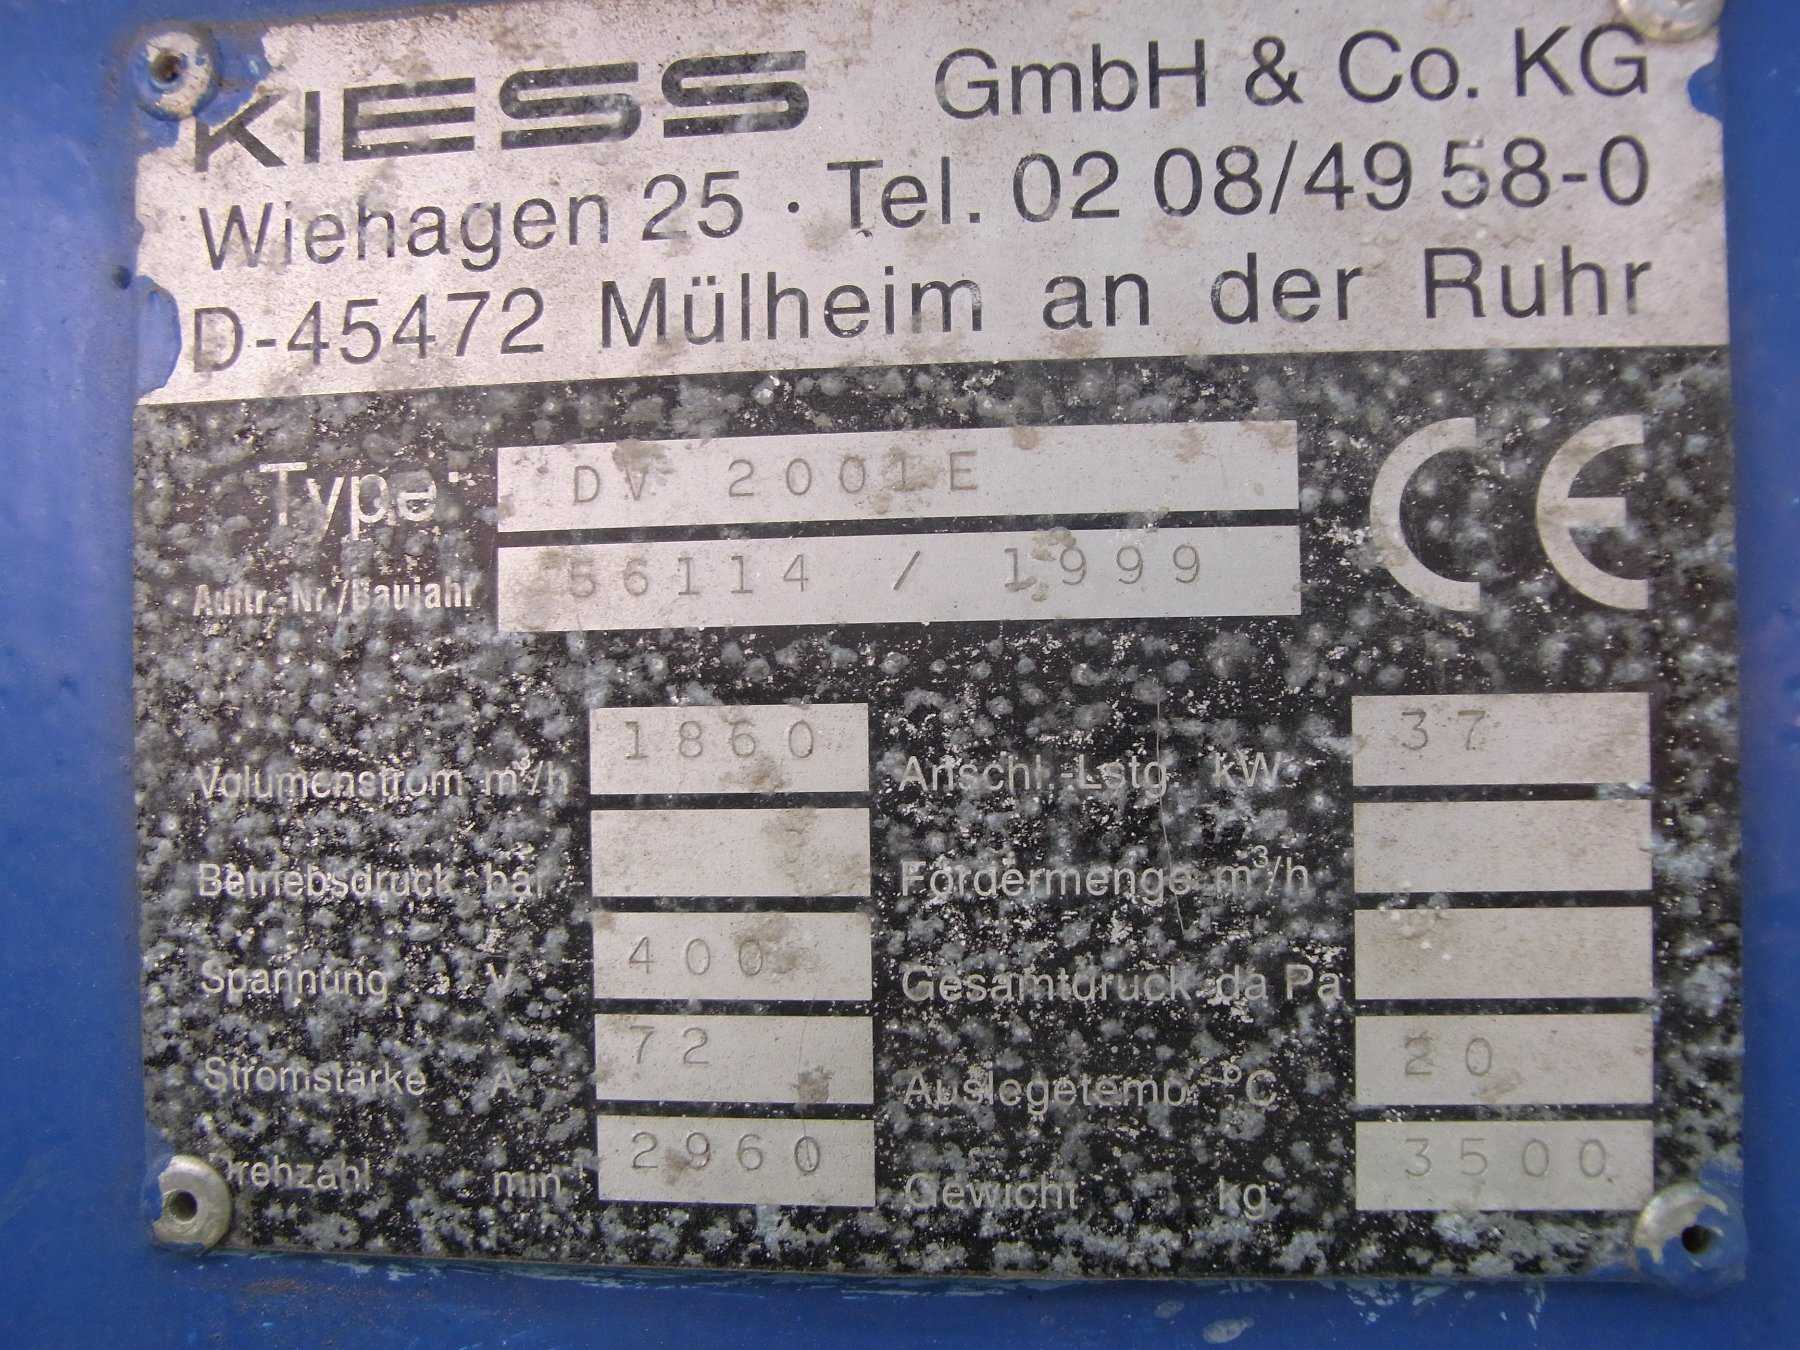 KIESS GmbH & Co. KG
Wiehagen 25 · Tel. 02 08/49 58-0
D-45472 Mülheim an der Ruhr
Type: DV 2001E CE
Auftr.-Nr./Baujahr 56114 / 1999
Volumenstrom m³/h 1860 Anschl.-Lstg. kW 37
Betriebsdruck bar Fördermenge m³/h
Spannung V 400 Gesamtdruck da Pa
Stromstärke A 72 Auslegetemp. °C 20
Drehzahl min⁻¹ 2960 Gewicht kg 3500